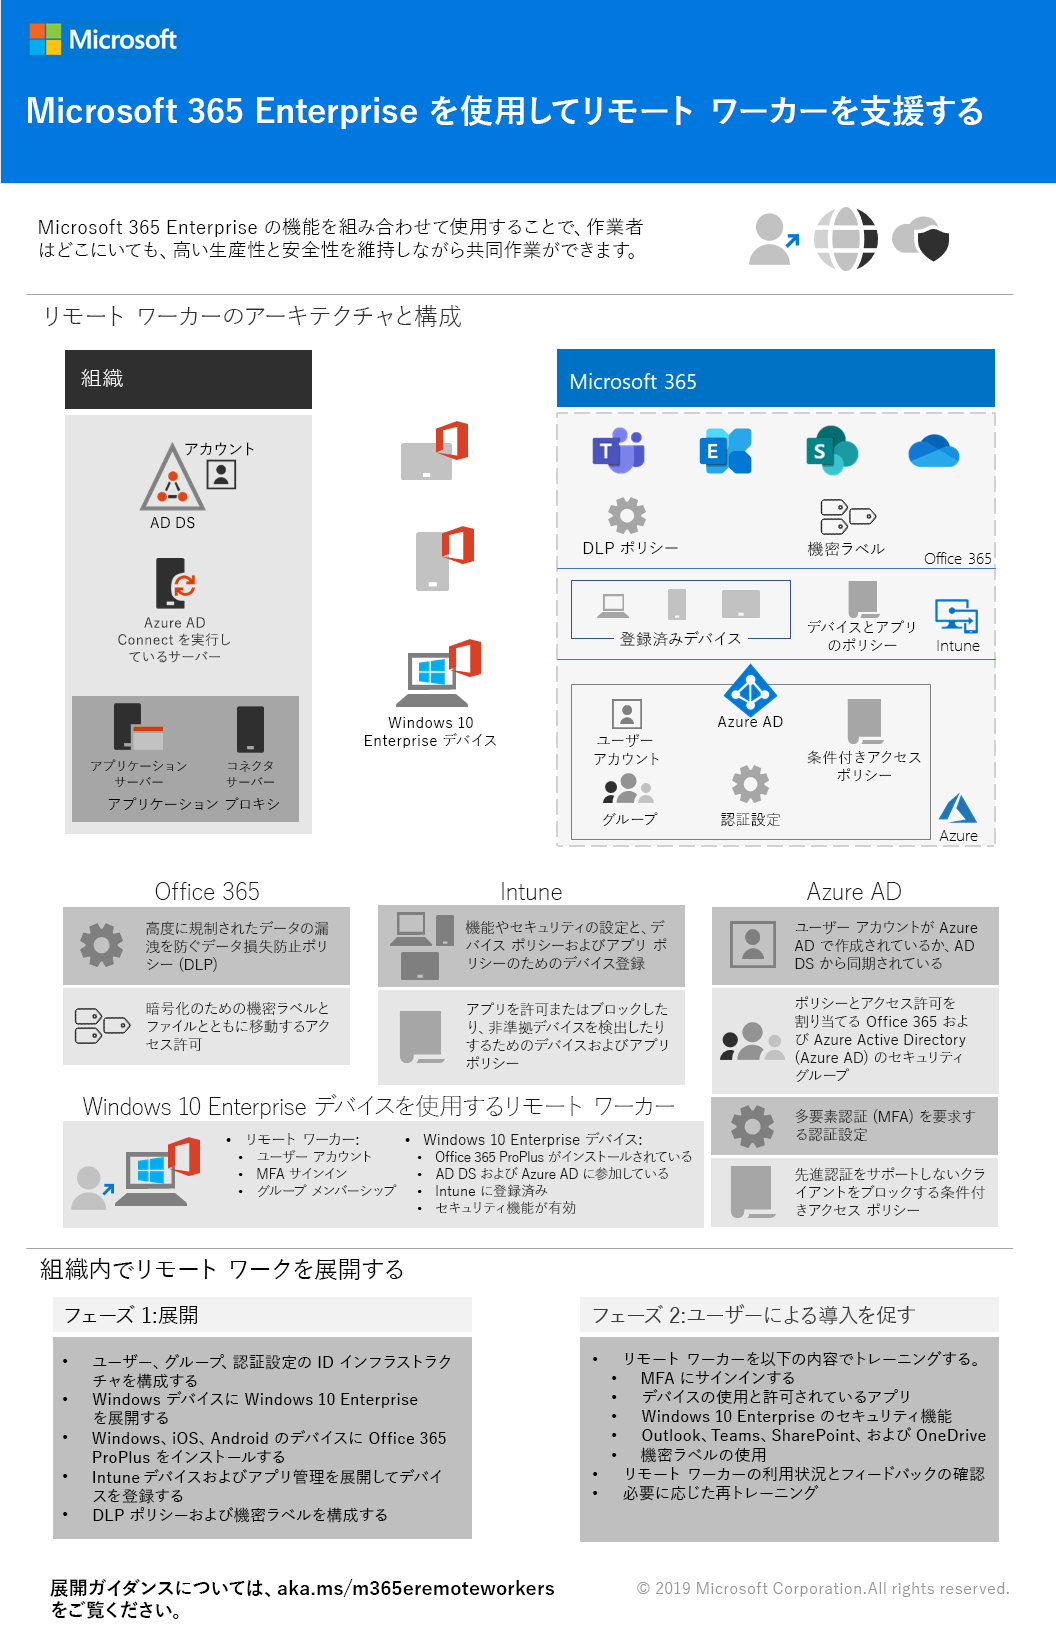 Microsoft
Microsoft 365 Enterprise を使用してリモート ワーカーを支援する
Microsoft 365 Enterprise の機能を組み合わせて使用することで、作業者
はどこにいても、高い生産性と安全性を維持しながら共同作業ができます。
リモート ワーカーのアーキテクチャと構成
組織
アカウント
AD DS
Azure AD
Connect を実行し
ているサーバー
アプリケーション
サーバー
コネクタ
サーバー
アプリケーション プロキシ
Windows 10
Enterprise デバイス
Microsoft 365
T
E
S
DLP ポリシー
機密ラベル
Office 365
登録済みデバイス
デバイスとアプリ
のポリシー
Intune
Azure AD
ユーザー
アカウント
グループ
認証設定
条件付きアクセス
ポリシー
Azure
Office 365
高度に規制されたデータの漏
洩を防ぐデータ損失防止ポリ
シー (DLP)
暗号化のための機密ラベルと
ファイルとともに移動するアク
セス許可
Intune
機能やセキュリティの設定と、デ
バイス ポリシーおよびアプリ ポ
リシーのためのデバイス登録
アプリを許可またはブロックした
り、非準拠デバイスを検出したり
するためのデバイスおよびアプリ
ポリシー
Azure AD
ユーザー アカウントが Azure
AD で作成されているか、AD
DS から同期されている
ポリシーとアクセス許可を
割り当てる Office 365 およ
び Azure Active Directory
(Azure AD) のセキュリティ
グループ
多要素認証 (MFA) を要求す
る認証設定
先進認証をサポートしないクラ
イアントをブロックする条件付
きアクセス ポリシー
Windows 10 Enterprise デバイスを使用するリモート ワーカー
• リモート ワーカー:
• ユーザー アカウント
• MFA サインイン
• グループ メンバーシップ
• Windows 10 Enterprise デバイス:
• Office 365 ProPlus がインストールされている
• AD DS および Azure AD に参加している
• Intune に登録済み
• セキュリティ機能が有効
組織内でリモート ワークを展開する
フェーズ 1:展開
• ユーザー、グループ、認証設定の ID インフラストラク
チャを構成する
• Windows デバイスに Windows 10 Enterprise
を展開する
• Windows、iOS、Android のデバイスに Office 365
ProPlus をインストールする
• Intune デバイスおよびアプリ管理を展開してデバイ
スを登録する
• DLP ポリシーおよび機密ラベルを構成する
フェーズ 2:ユーザーによる導入を促す
• リモート ワーカーを以下の内容でトレーニングする。
• MFA にサインインする
• デバイスの使用と許可されているアプリ
• Windows 10 Enterprise のセキュリティ機能
• Outlook、Teams、SharePoint、および OneDrive
• 機密ラベルの使用
• リモート ワーカーの利用状況とフィードバックの確認
• 必要に応じた再トレーニング
展開ガイダンスについては、aka.ms/m365eremoteworkers
をご覧ください。
© 2019 Microsoft Corporation.All rights reserved.